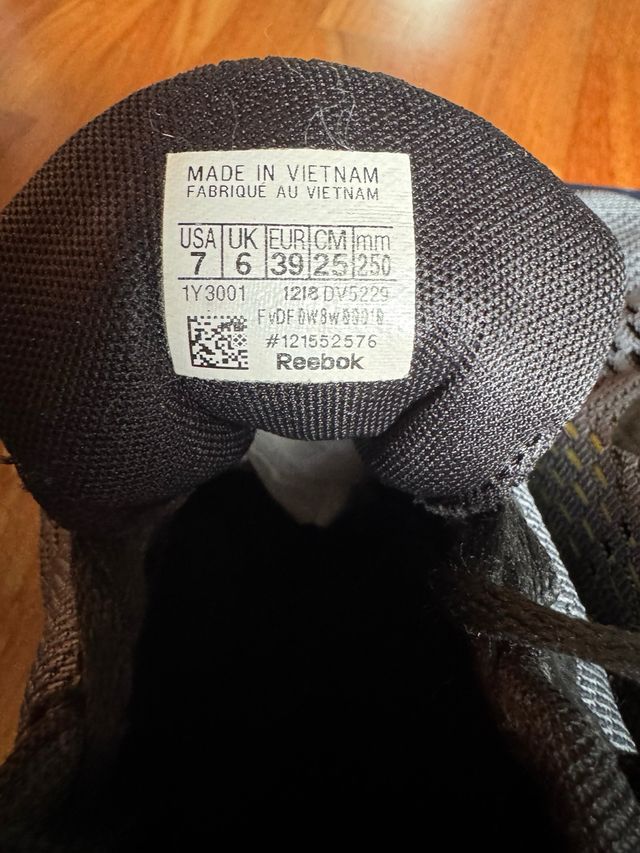 MADE IN VIETNAM
FABRIQUÉ AU VIETNAM
USA UK EUR CM mm
7 6 39 25 250
1Y3001 1218 DV5229
#121552576
Reebok